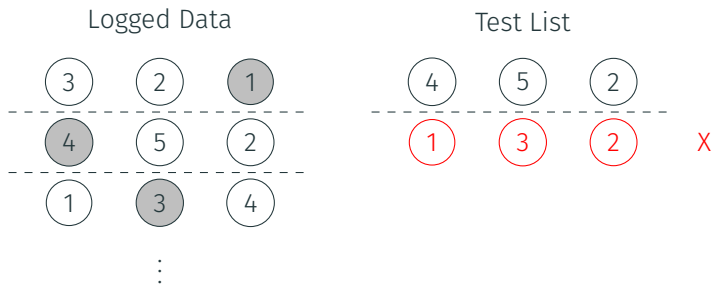 Logged Data
3 2 1
4 5 2
1 3 4
⋮
Test List
4 5 2
1 3 2 X